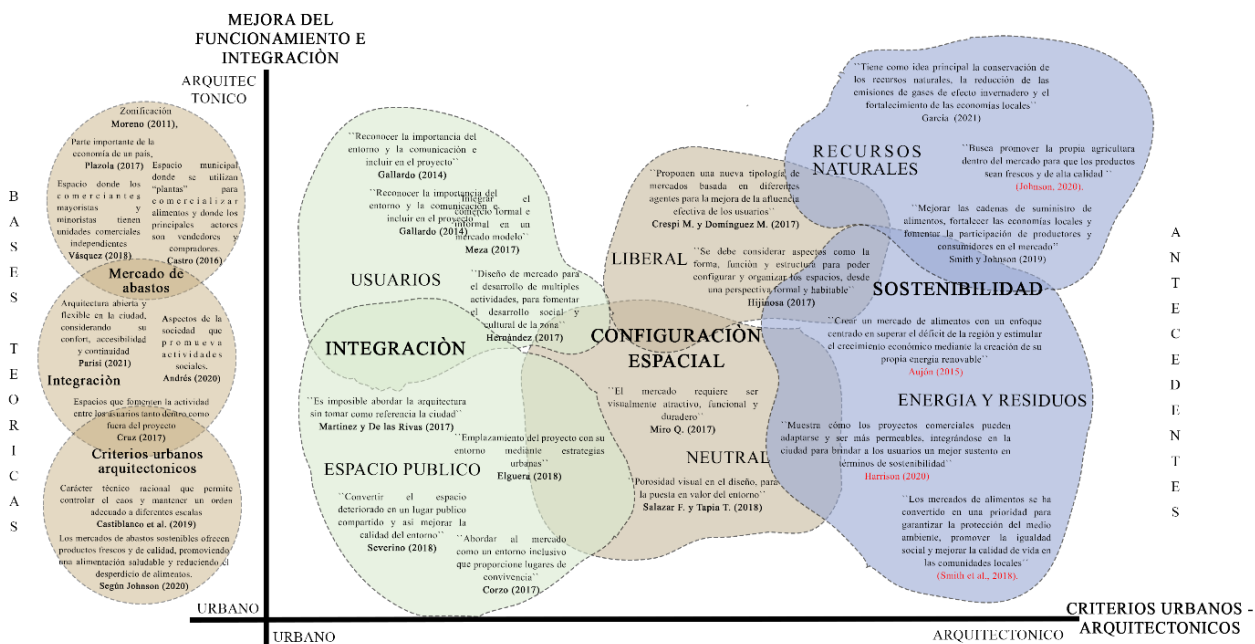 MEJORA DEL
FUNCIONAMIENTO E
INTEGRACIÒN
ARQUITEC
TONICO
BASES TEORICAS
Zonificación
Moreno (2011),
Parte importante de la
economía de un país,
Plazola (2017)
Espacio donde los
comerciantes
mayoristas y
minoristas tienen
unidades comerciales
independientes
Vásquez (2018)
Espacio municipal
donde se utilizan
"plantas" para
comercializar
alimentos y donde los
principales actores
son vendedores y
compradores.
Castro (2016)
Mercado de
abastos
Arquitectura abierta y
flexible en la ciudad,
considerando su
confort, accesibilidad
y continuidad
Parisi (2021)
Aspectos de la
sociedad que
promueva
actividades
sociales.
Andrés (2020)
Integraciòn
Espacios que fomenten la actividad
entre los usuarios tanto dentro como
fuera del proyecto
Cruz (2017)
Criterios urbanos
arquitectonicos
Carácter técnico racional que permite
controlar el caos y mantener un orden
adecuado a diferentes escalas
Castiblanco et al. (2019)
Los mercados de abastos sostenibles ofrecen
productos frescos y de calidad, promoviendo
una alimentación saludable y reduciendo el
desperdicio de alimentos.
Según Johnson (2020)
URBANO
URBANO
``Reconocer la importancia del
entorno y la comunicación e
incluir en el proyecto``
Gallardo (2014)
``Reconocer la importancia del
entorno y la comunicación e
incluir en el proyecto``
Gallardo (2014)
Integrar el
comercio formal e
informal en un
mercado modelo``
Meza (2017)
USUARIOS
``Diseño de mercado para
el desarrollo de multiples
actividades, para fomentar
el desarrollo social y
cultural de la zona``
Hernández (2017)
INTEGRACIÒN
``Es imposible abordar la arquitectura
sin tomar como referencia la ciudad``
Martínez y De las Rivas (2017)
``Emplazamiento del proyecto con su
entorno mediante estrategias
urbanas``
Elguera (2018)
ESPACIO PUBLICO
``Convertir el espacio
deteriorado en un lugar publico
compartido y asi mejorar la
calidad del entorno``
Severino (2018)
``Abordar al mercado
como un entorno inclusivo
que proporcione lugares de
convivencia``
Corzo (2017).
``Proponen una nueva tipología de
mercados basada en diferentes
agentes para la mejora de la afluencia
efectiva de los usuarios``
Crespi M. y Domínguez M. (2017)
LIBERAL
``Se debe considerar aspectos como la
forma, función y estructura para poder
configurar y organizar los espacios, desde
una perspectiva formal y habitable``
Hijinosa (2017)
CONFIGURACIÒN
ESPACIAL
``El mercado requiere ser
visualmente atractivo, funcional y
duradero``
Miro Q. (2017)
NEUTRAL
``Porosidad visual en el diseño, para
la puesta en valor del entorno``
Salazar F. y Tapia T. (2018)
``Tiene como idea principal la conservación de
los recursos naturales, la reducción de las
emisiones de gases de efecto invernadero y el
fortalecimiento de las economías locales``
García (2021)
RECURSOS
NATURALES
``Busca promover la propia agricultura
dentro del mercado para que los productos
sean frescos y de alta calidad ``
(Johnson, 2020).
``Mejorar las cadenas de suministro de
alimentos, fortalecer las economías locales y
fomentar la participación de productores y
consumidores en el mercado``
Smith y Johnson (2019)
SOSTENIBILIDAD
``Crear un mercado de alimentos con un enfoque
centrado en superar el déficit de la región y estimular
el crecimiento económico mediante la creación de su
propia energía renovable``
Aujón (2015)
ENERGIA Y RESIDUOS
``Muestra cómo los proyectos comerciales pueden
adaptarse y ser más permeables, integrándose en la
ciudad para brindar a los usuarios un mejor sustento en
términos de sostenibilidad``
Harrison (2020)
``Los mercados de alimentos se ha
convertido en una prioridad para
garantizar la protección del medio
ambiente, promover la igualdad
social y mejorar la calidad de vida en
las comunidades locales``
(Smith et al., 2018).
ANTECEDENTES
ARQUITECTONICO
CRITERIOS URBANOS -
ARQUITECTONICOS